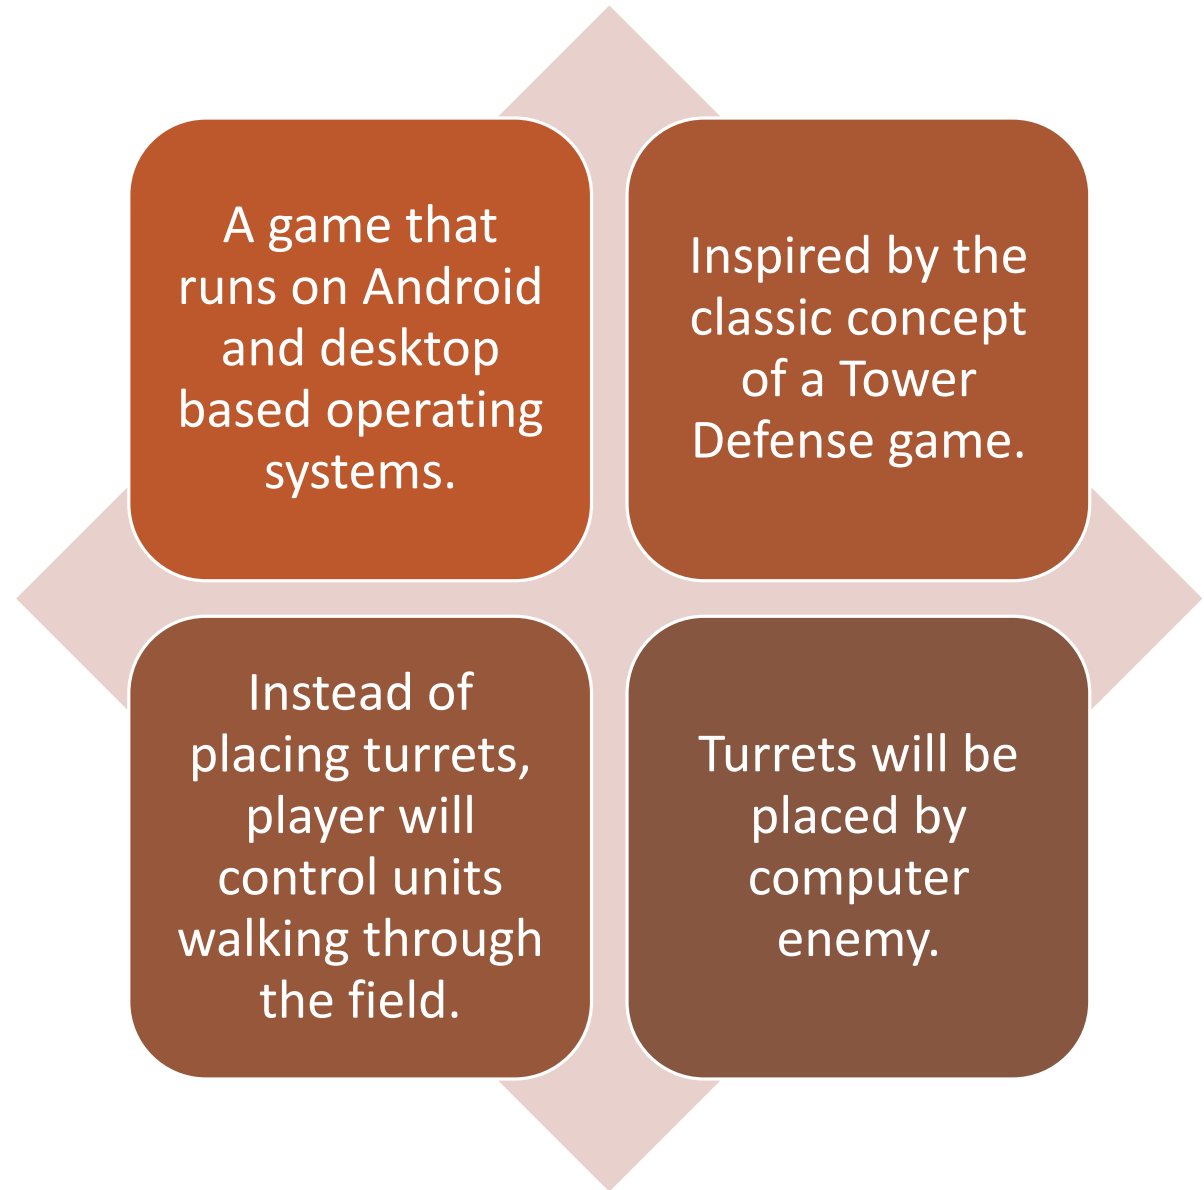 A game that
runs on Android
and desktop
based operating
systems.
Inspired by the
classic concept
of a Tower
Defense game.
Instead of
placing turrets,
player will
control units
walking through
the field.
Turrets will be
placed by
computer
enemy.